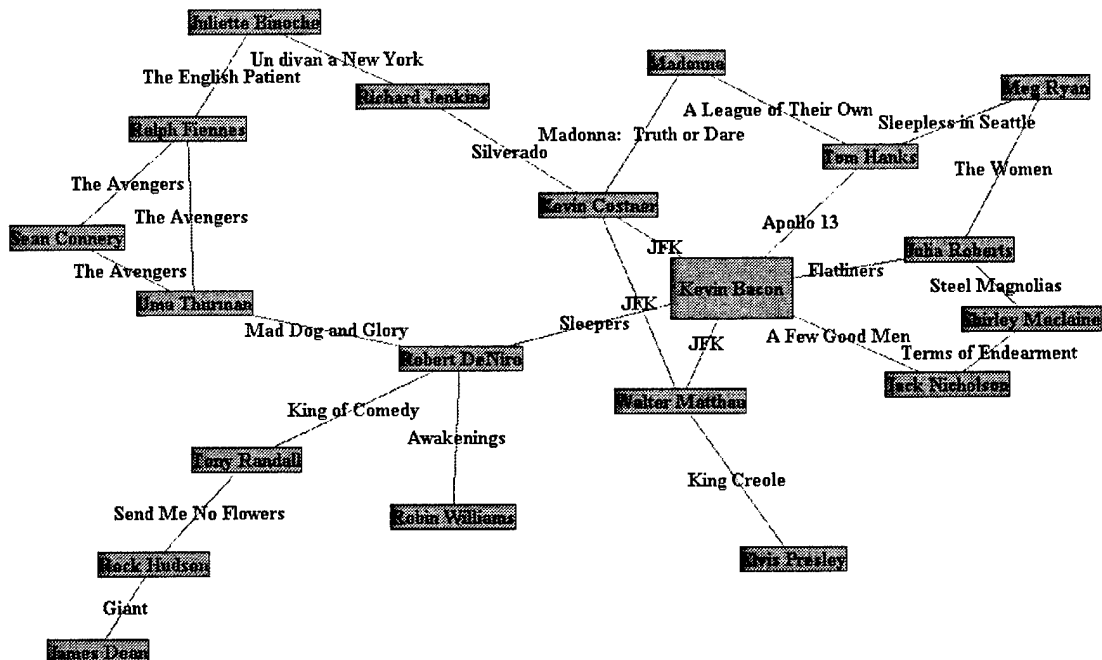 Juliette Binoche
Un divan a New York
The English Patient
Richard Jenkins
Madonna
Meg Ryan
A League of Their Own
Ralph Fiennes
Madonna: Truth or Dare
Sleepless in Seattle
Silverado
Tom Hanks
The Women
The Avengers
Kevin Costner
The Avengers
Apollo 13
Sean Connery
JFK
Julia Roberts
The Avengers
Flatliners
Kevin Bacon
Steel Magnolias
Uma Thurman
JFK
Mad Dog and Glory
Sleepers
Shirley Maclaine
A Few Good Men
JFK
Terms of Endearment
Robert DeNiro
Jack Nicholson
Walter Matthau
King of Comedy
Awakenings
Tony Randall
King Creole
Send Me No Flowers
Robin Williams
Elvis Presley
Rock Hudson
Giant
James Dean